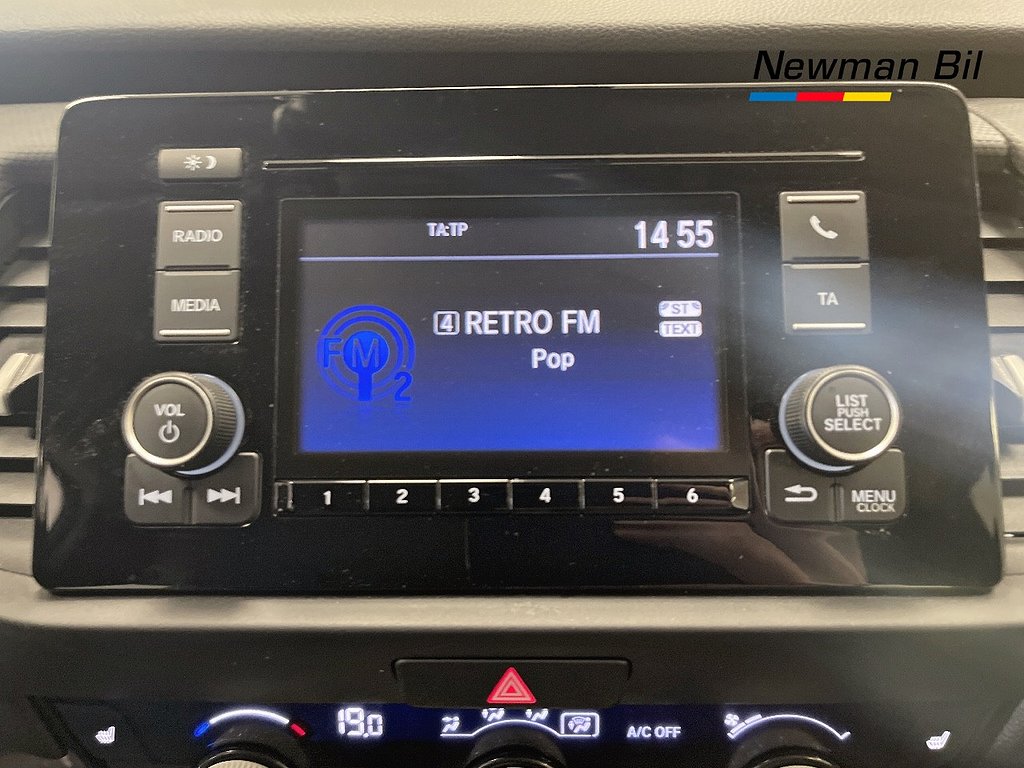 Newman Bil
RADIO
MEDIA
VOL
TA:TP
14 55
4 RETRO FM
ST
TEXT
Pop
FM
2
1 2 3 4 5 6
TA
LIST
PUSH
SELECT
MENU
CLOCK
19.0
A/C OFF